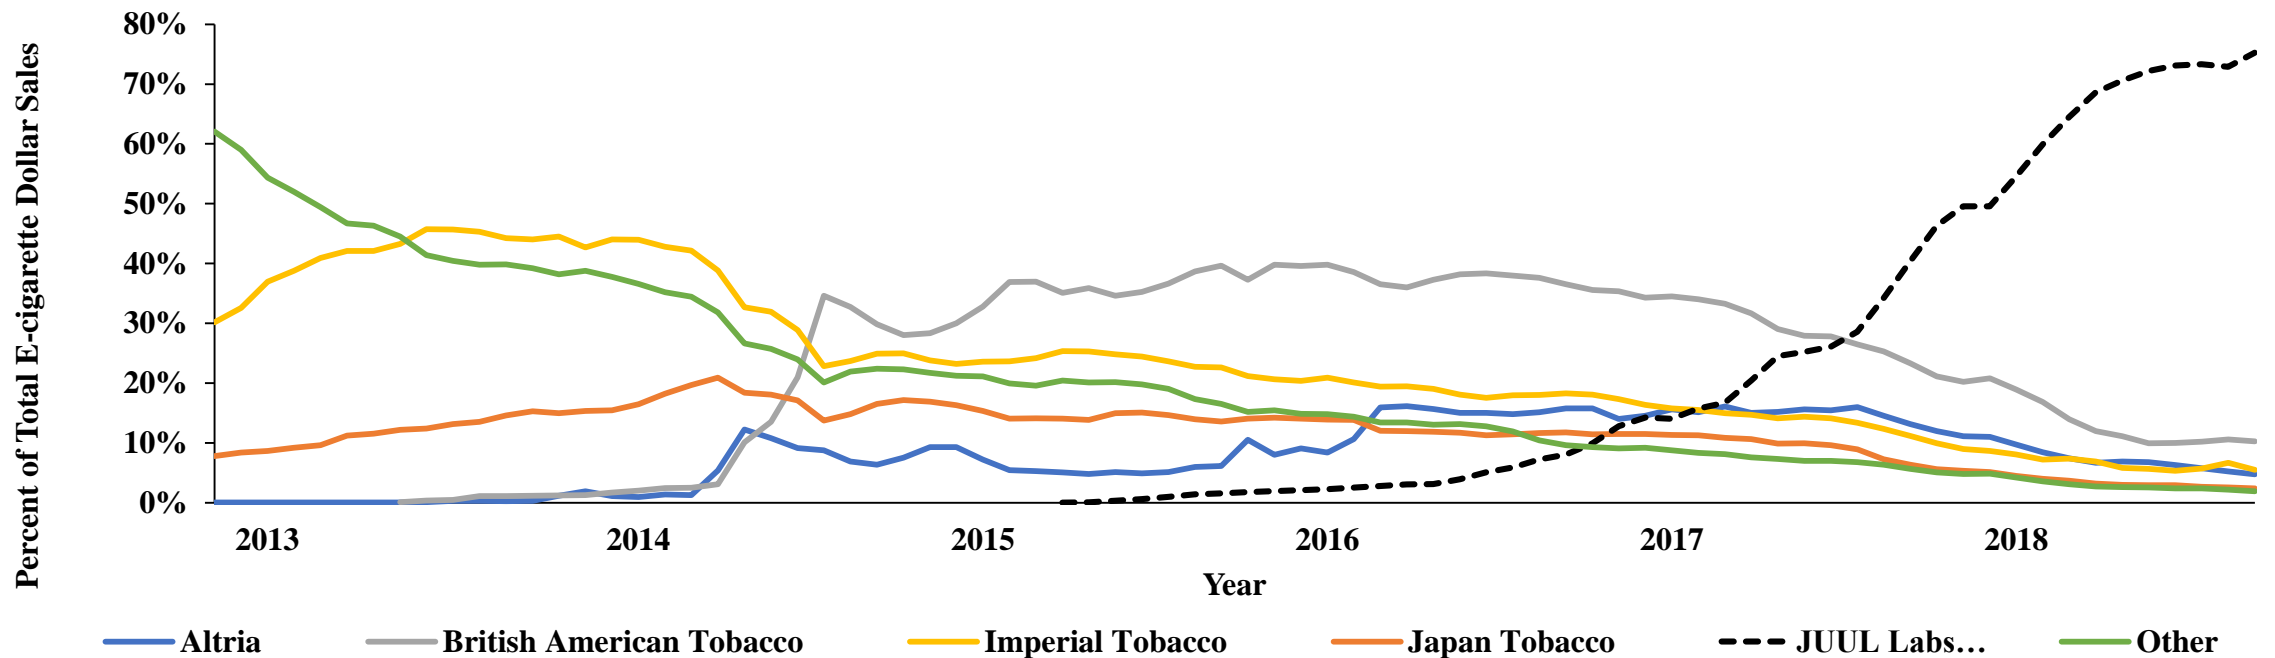 Percent of Total E-cigarette Dollar Sales
80%
70%
60%
50%
40%
30%
20%
10%
0%
2013 2014 2015 2016 2017 2018
Year
Altria British American Tobacco Imperial Tobacco Japan Tobacco JUUL Labs… Other